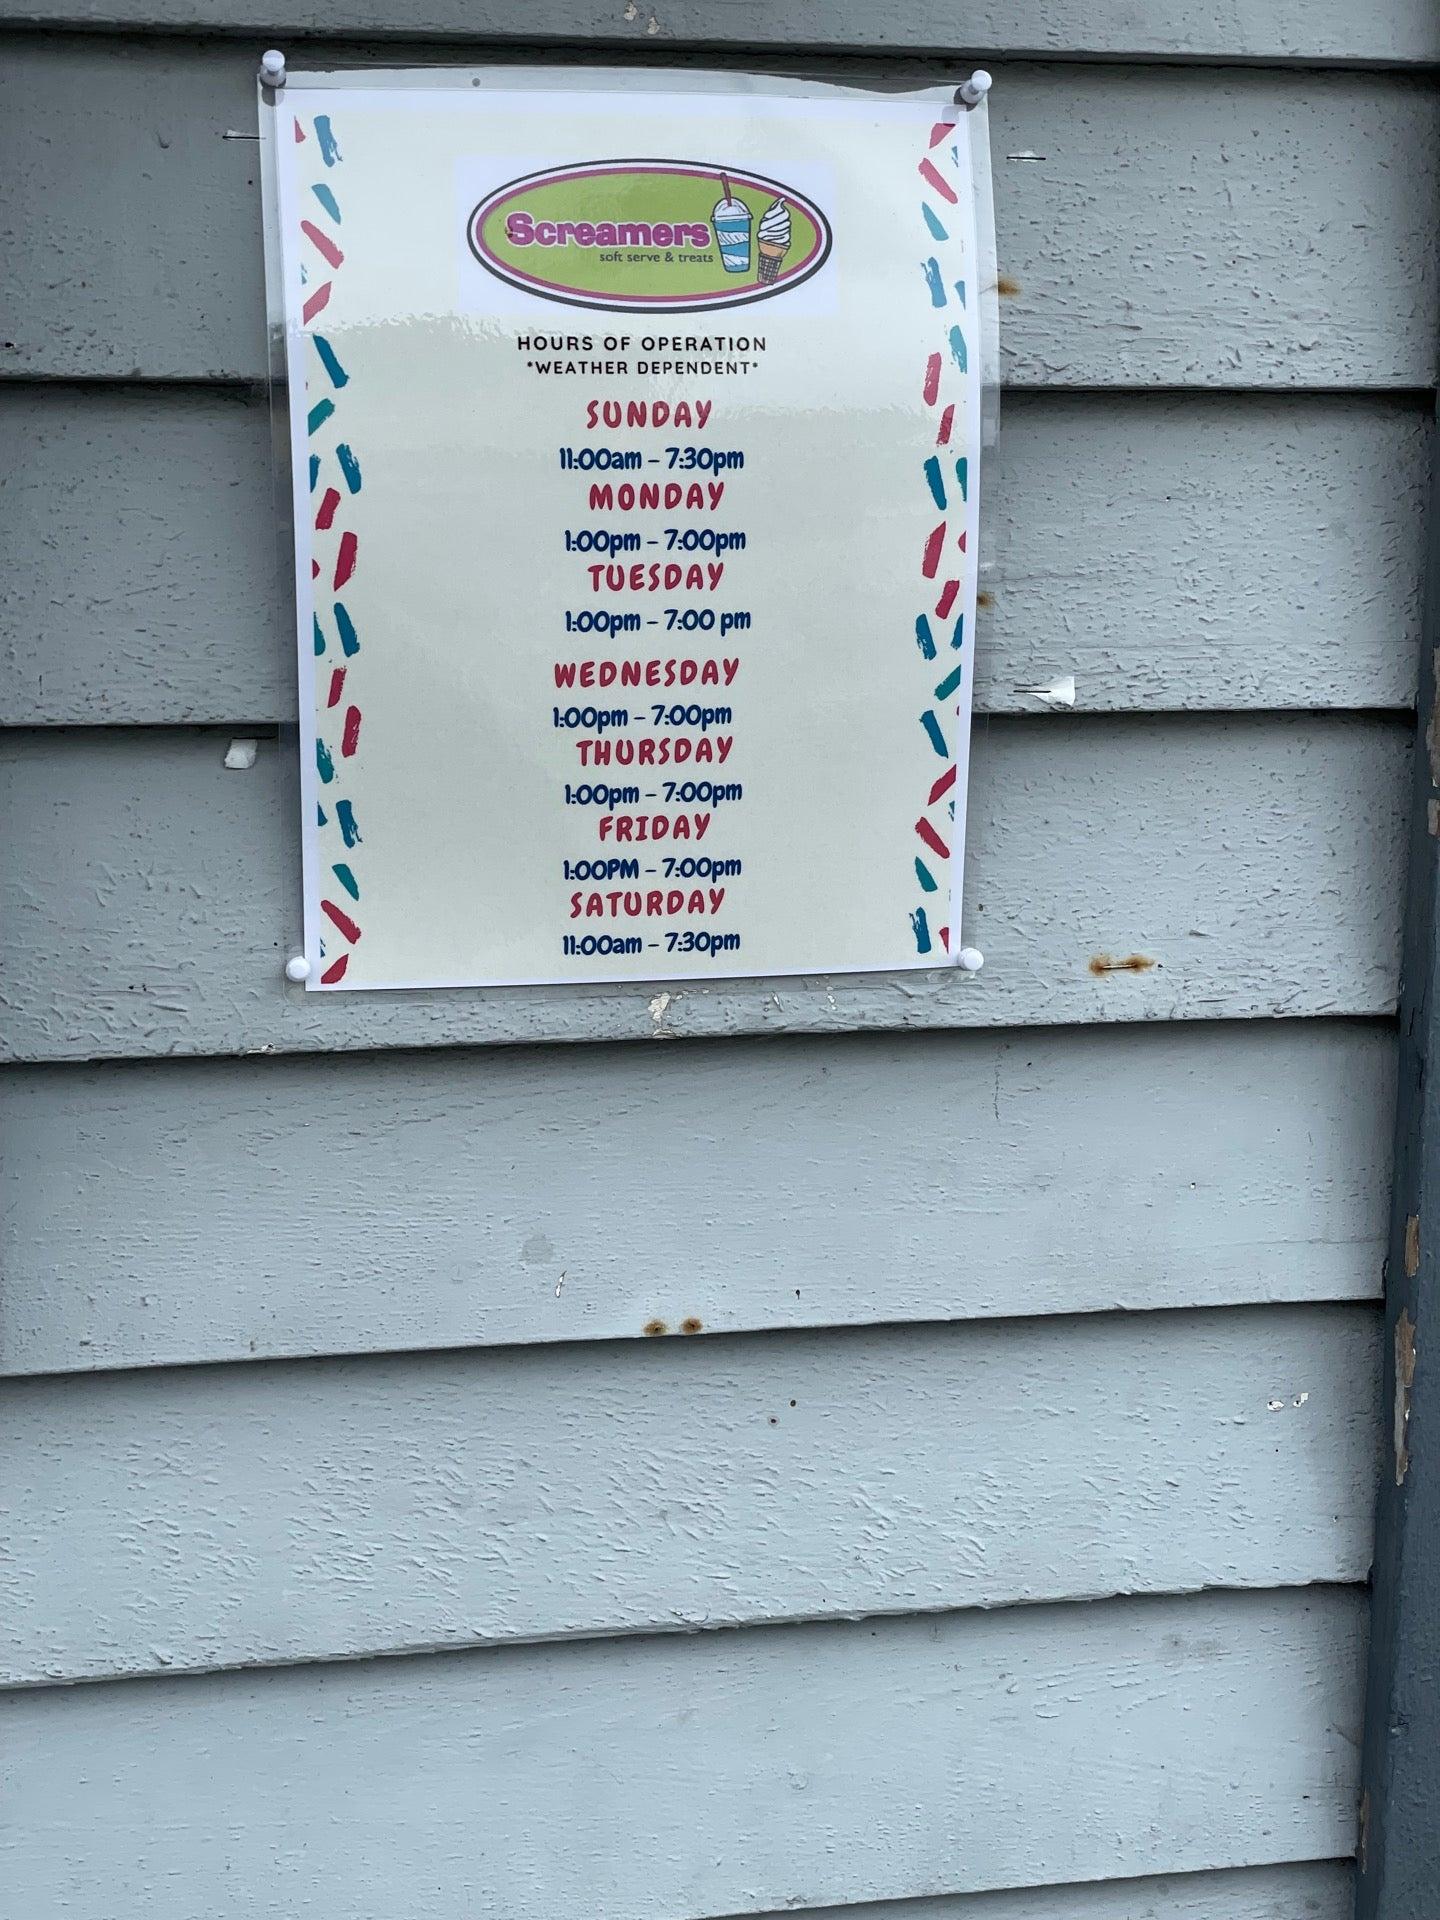 Screamers
soft serve & treats
HOURS OF OPERATION
*WEATHER DEPENDENT*
SUNDAY
11:00am - 7:30pm
MONDAY
1:00pm - 7:00pm
TUESDAY
1:00pm - 7:00 pm
WEDNESDAY
1:00pm - 7:00pm
THURSDAY
1:00pm - 7:00pm
FRIDAY
1:00PM - 7:00pm
SATURDAY
11:00am - 7:30pm